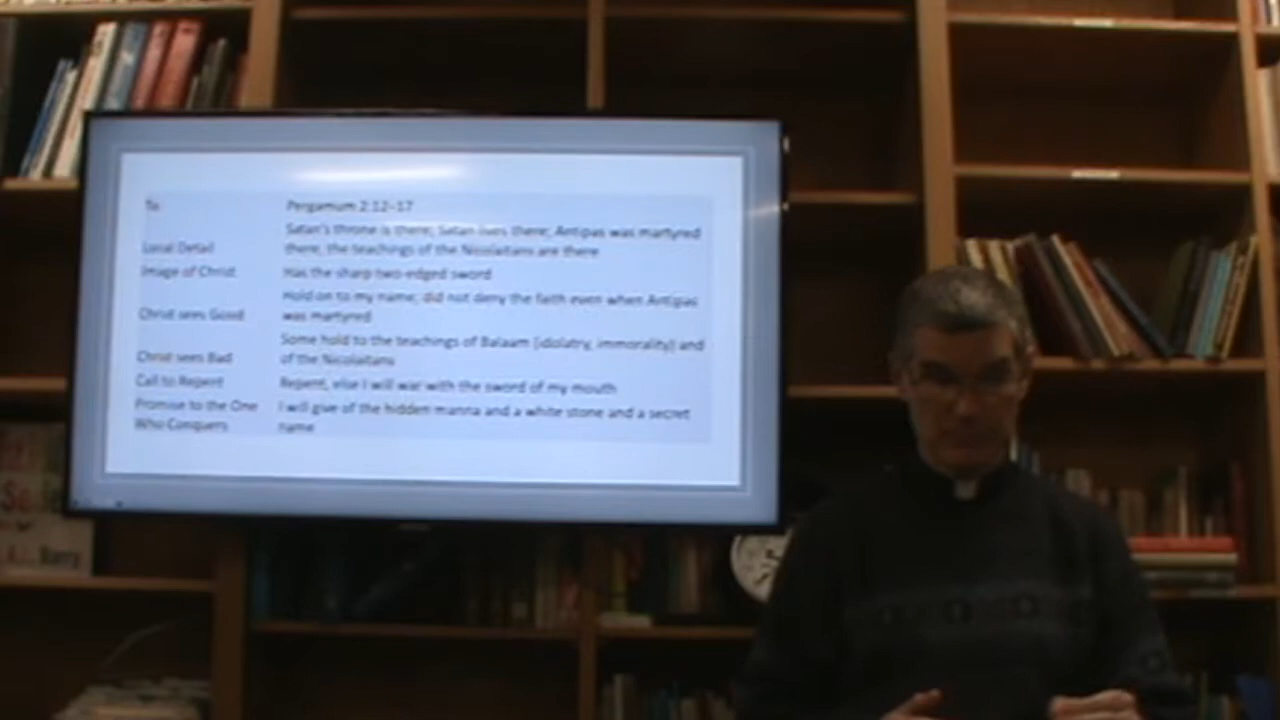 To Pergamum 2:12–17
Satan's throne is there; Satan lives there; Antipas was martyred
Local Detail there; the teachings of the Nicolaitans are there
Image of Christ Has the sharp two-edged sword
Hold on to my name; did not deny the faith even when Antipas
Christ sees Good was martyred
Some hold to the teachings of Balaam (idolatry, immorality) and
Christ sees Bad of the Nicolaitans
Call to Repent Repent, else I will war with the sword of my mouth
Promise to the One I will give of the hidden manna and a white stone and a secret
Who Conquers name
Barry